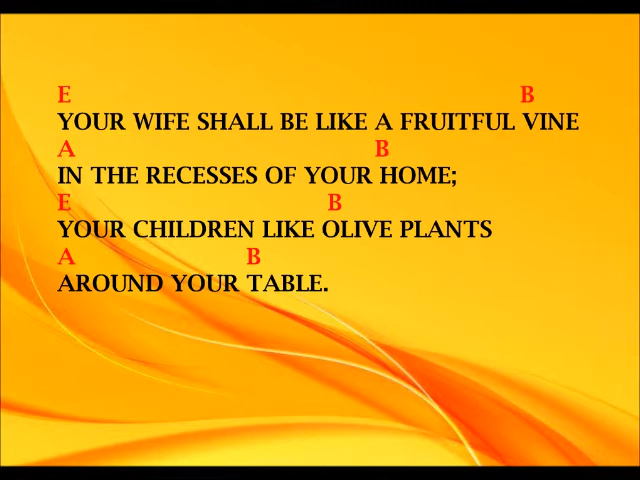 E B
YOUR WIFE SHALL BE LIKE A FRUITFUL VINE
A B
IN THE RECESSES OF YOUR HOME;
E B
YOUR CHILDREN LIKE OLIVE PLANTS
A B
AROUND YOUR TABLE.